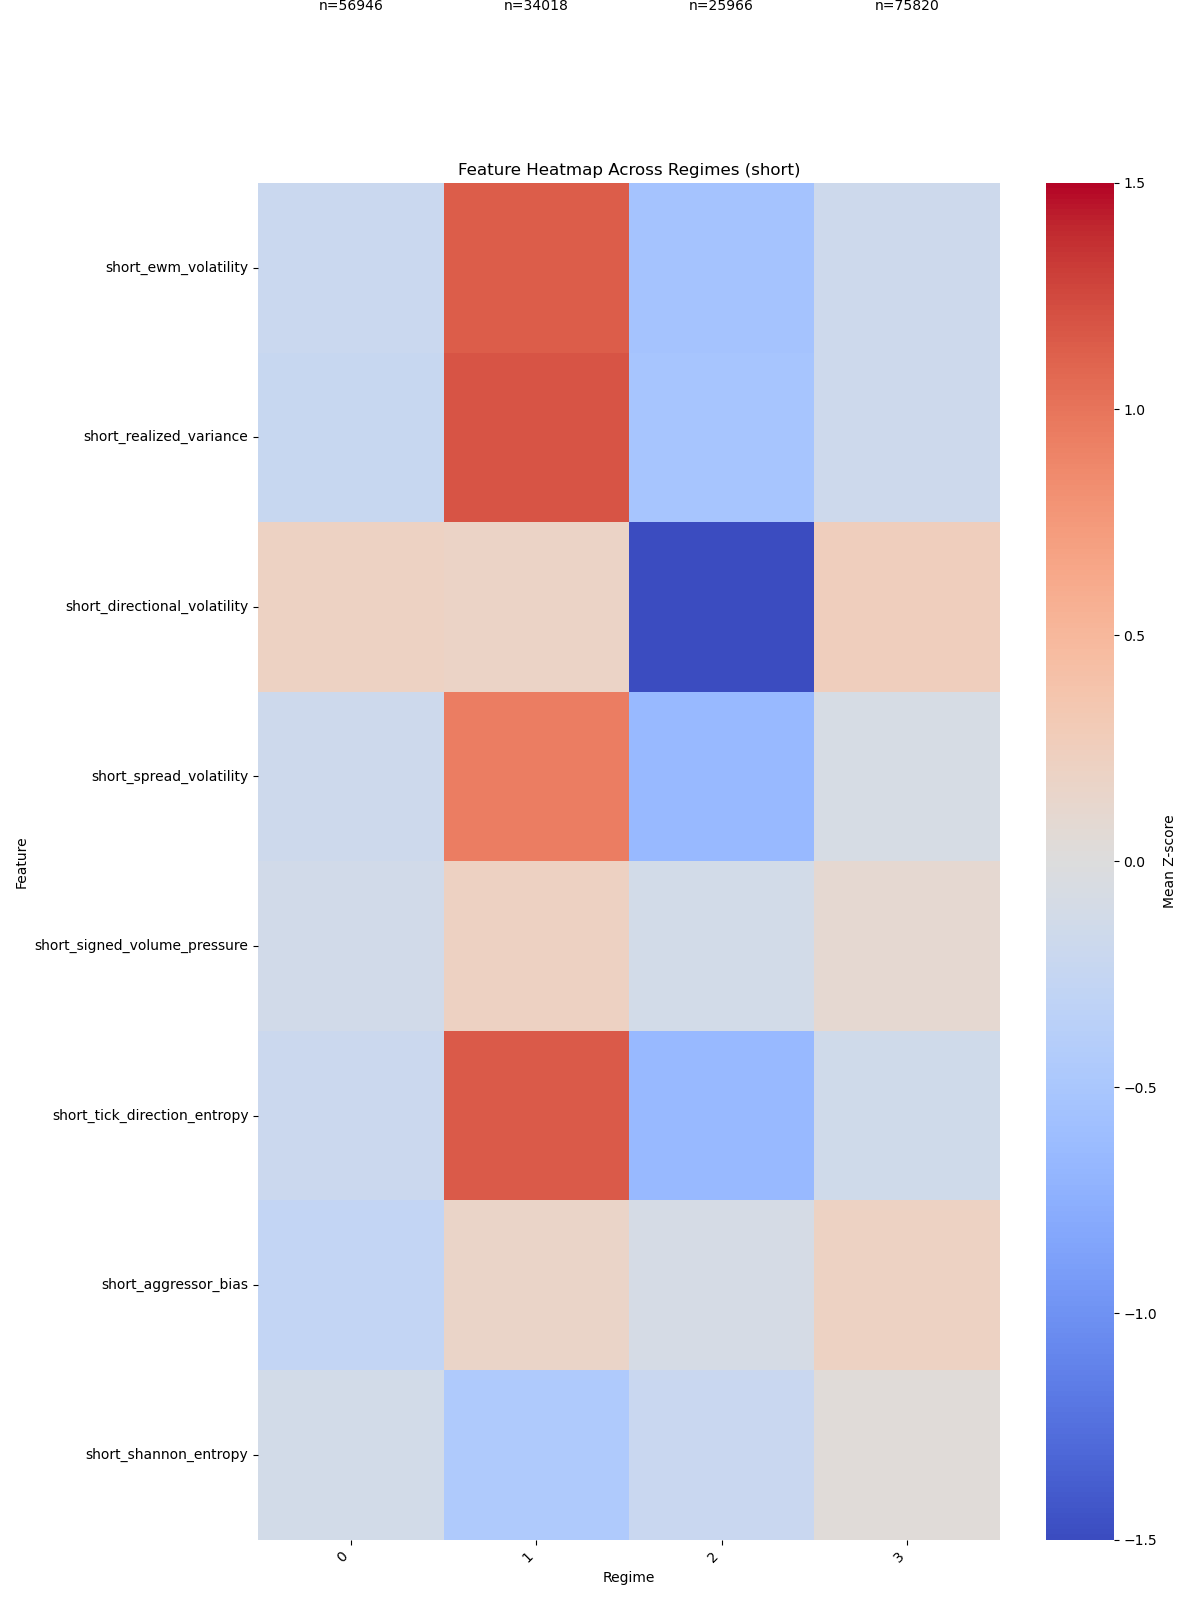 n=56946 n=34018 n=25966 n=75820
Feature Heatmap Across Regimes (short)
short_ewm_volatility
short_realized_variance
short_directional_volatility
short_spread_volatility
short_signed_volume_pressure
short_tick_direction_entropy
short_aggressor_bias
short_shannon_entropy
Feature
0 1 2 3
Regime
1.5
1.0
0.5
0.0
−0.5
−1.0
−1.5
Mean Z-score